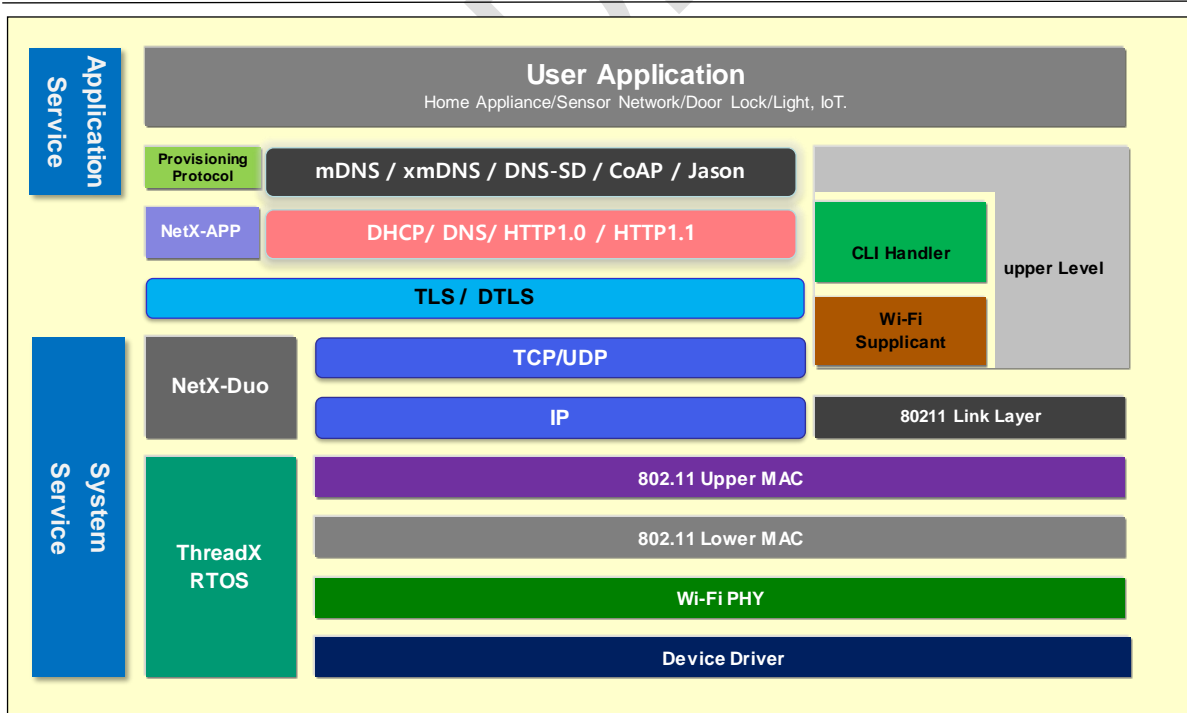 Application
Service
User Application
Home Appliance/Sensor Network/Door Lock/Light, IoT.
Provisioning
Protocol
mDNS / xmDNS / DNS-SD / CoAP / Jason
NetX-APP
DHCP/ DNS/ HTTP1.0 / HTTP1.1
CLI Handler
upper Level
TLS / DTLS
Wi-Fi
Supplicant
System
Service
NetX-Duo
TCP/UDP
IP
80211 Link Layer
ThreadX
RTOS
802.11 Upper MAC
802.11 Lower MAC
Wi-Fi PHY
Device Driver